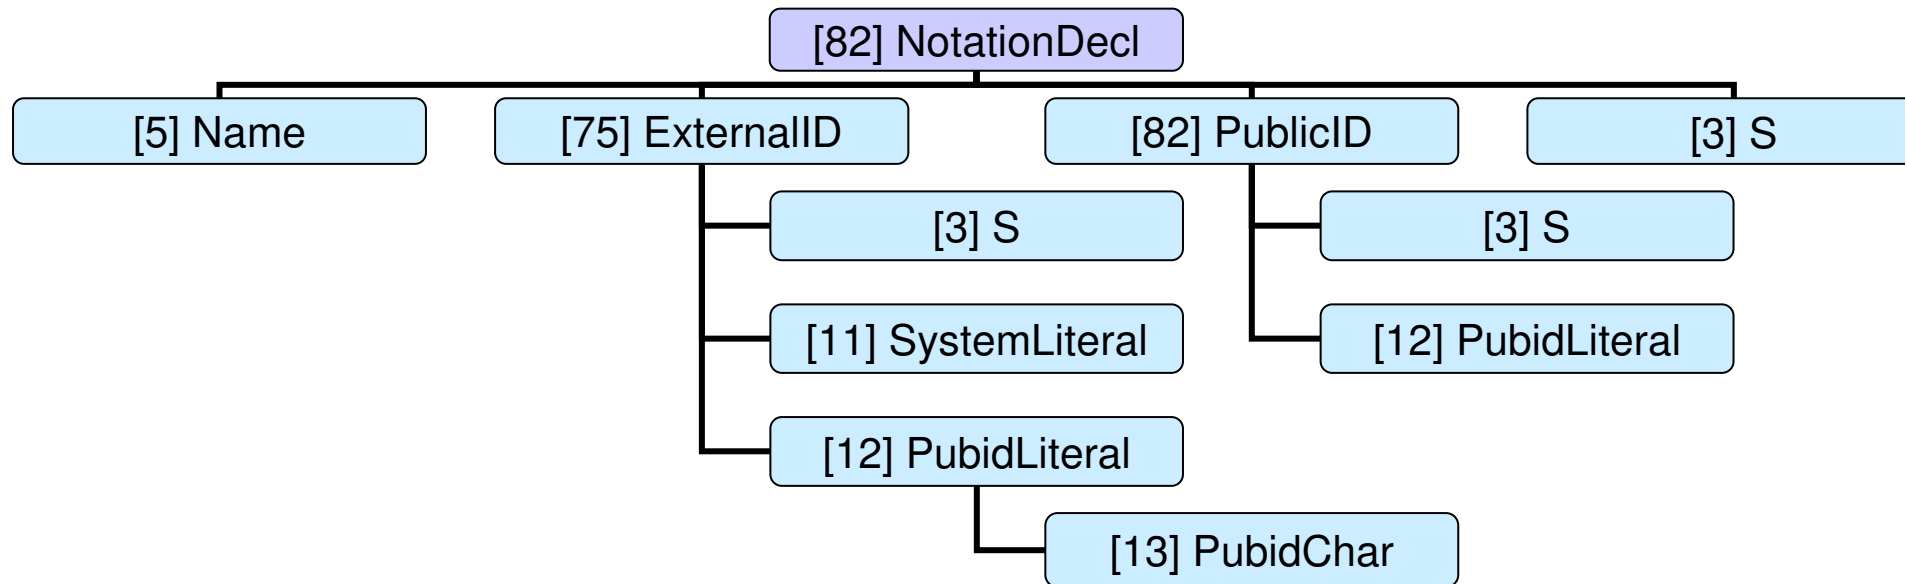 [82] NotationDecl
[5] Name
[75] ExternalID
[82] PublicID
[3] S
[3] S
[3] S
[11] SystemLiteral
[12] PubidLiteral
[12] PubidLiteral
[13] PubidChar